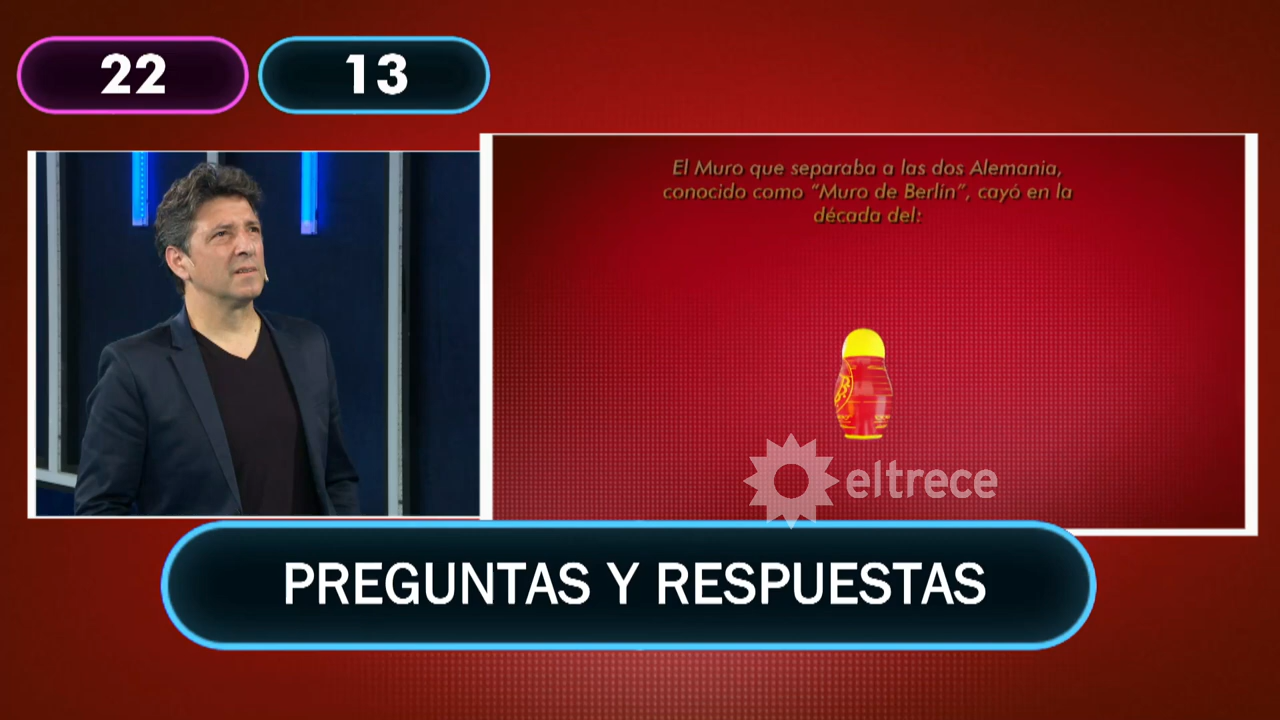 22
13
El Muro que separaba a las dos Alemania,
conocido como "Muro de Berlín", cayó en la
década del:
eltrece
PREGUNTAS Y RESPUESTAS